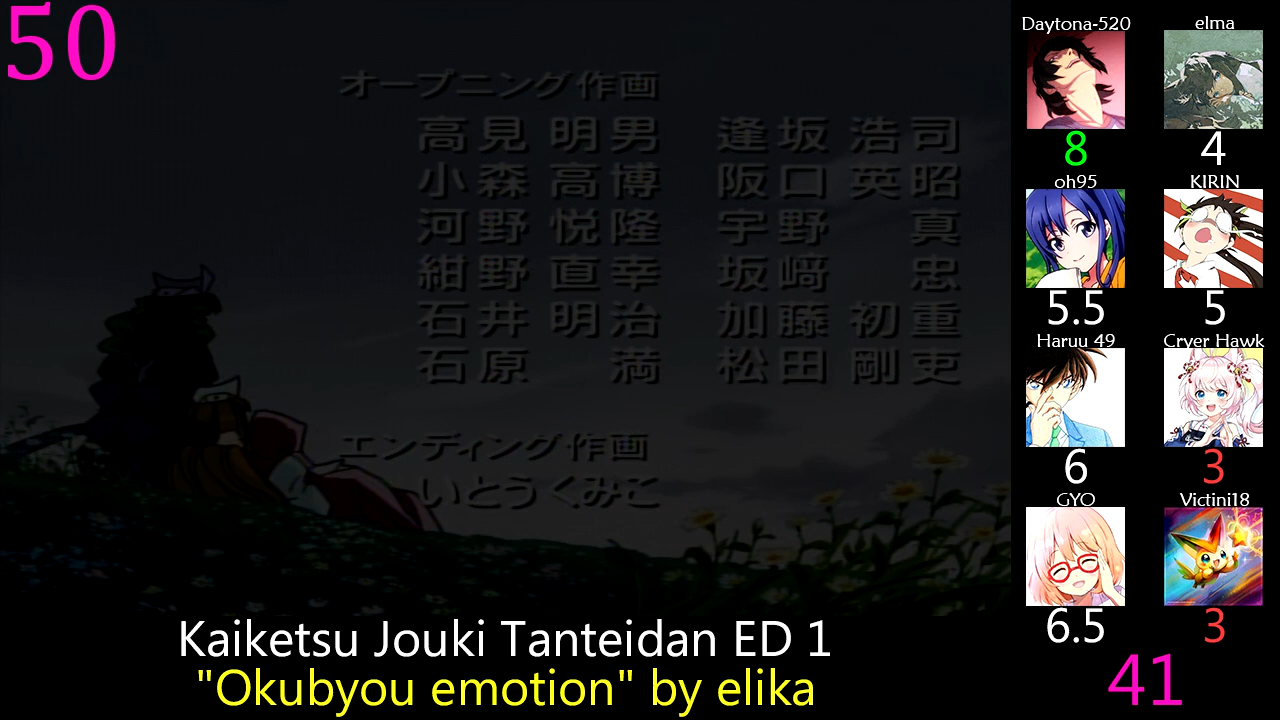 50
オープニング作画
高見 明男 逢坂 浩司
小森 高博 阪口 英昭
河野 悦隆 宇野 真
紺野 直幸 坂﨑 忠
石井 明治 加藤 初重
石原 満 松田 剛吏
エンディング作画
いとうくみこ
Kaiketsu Jouki Tanteidan ED 1
"Okubyou emotion" by elika
Daytona-520 elma
8 4
oh95 KIRIN
5.5 5
Haruu 49 Cryer Hawk
6 3
GYO Victini18
6.5 3
41